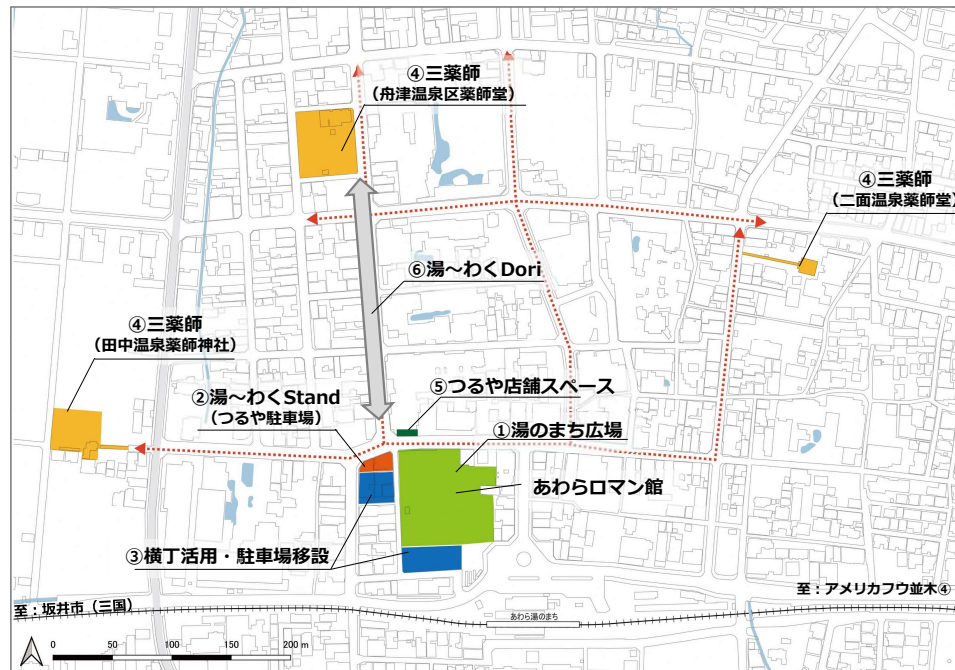 ④三薬師
（舟津温泉区薬師堂）
④三薬師
（二面温泉薬師堂）
⑥湯～わくDori
④三薬師
（田中温泉薬師神社）
②湯～わくStand
（つるや駐車場）
⑤つるや店舗スペース
①湯のまち広場
あわらロマン館
③横丁活用・駐車場移設
至：アメリカフウ並木④
至：坂井市（三国）
あわら湯のまち
0 50 100 150 200 m